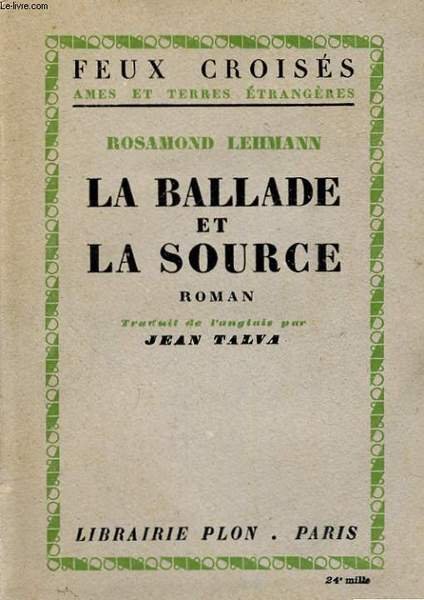 © Le-livre.com
FEUX CROISÉS
AMES ET TERRES ÉTRANGÈRES
ROSAMOND LEHMANN
LA BALLADE
ET
LA SOURCE
ROMAN
Traduit de l'anglais par
JEAN TALVA
LIBRAIRIE PLON . PARIS
24e mille